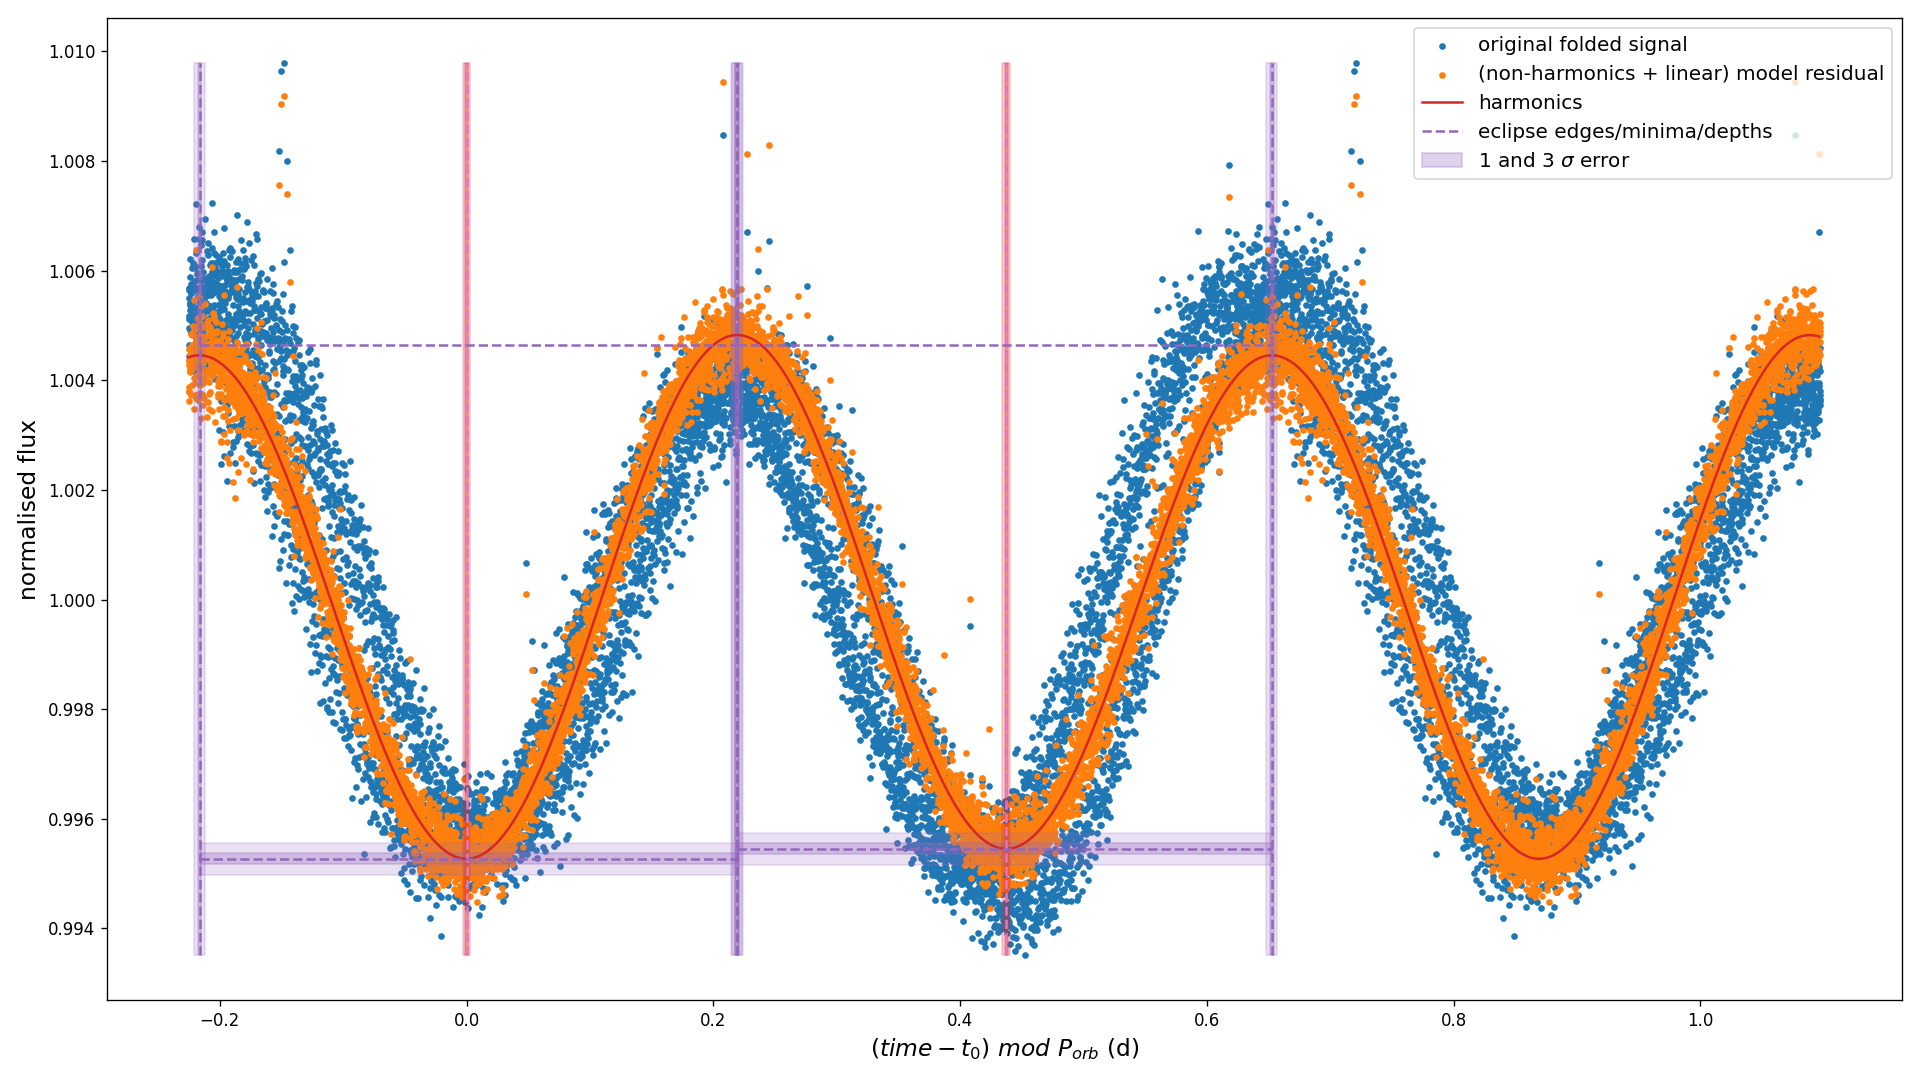 original folded signal
(non-harmonics + linear) model residual
harmonics
eclipse edges/minima/depths
1 and 3 σ error
normalised flux
1.010
1.008
1.006
1.004
1.002
1.000
0.998
0.996
0.994
−0.2 0.0 0.2 0.4 0.6 0.8 1.0
(time − t₀) mod Pₒᵣb (d)